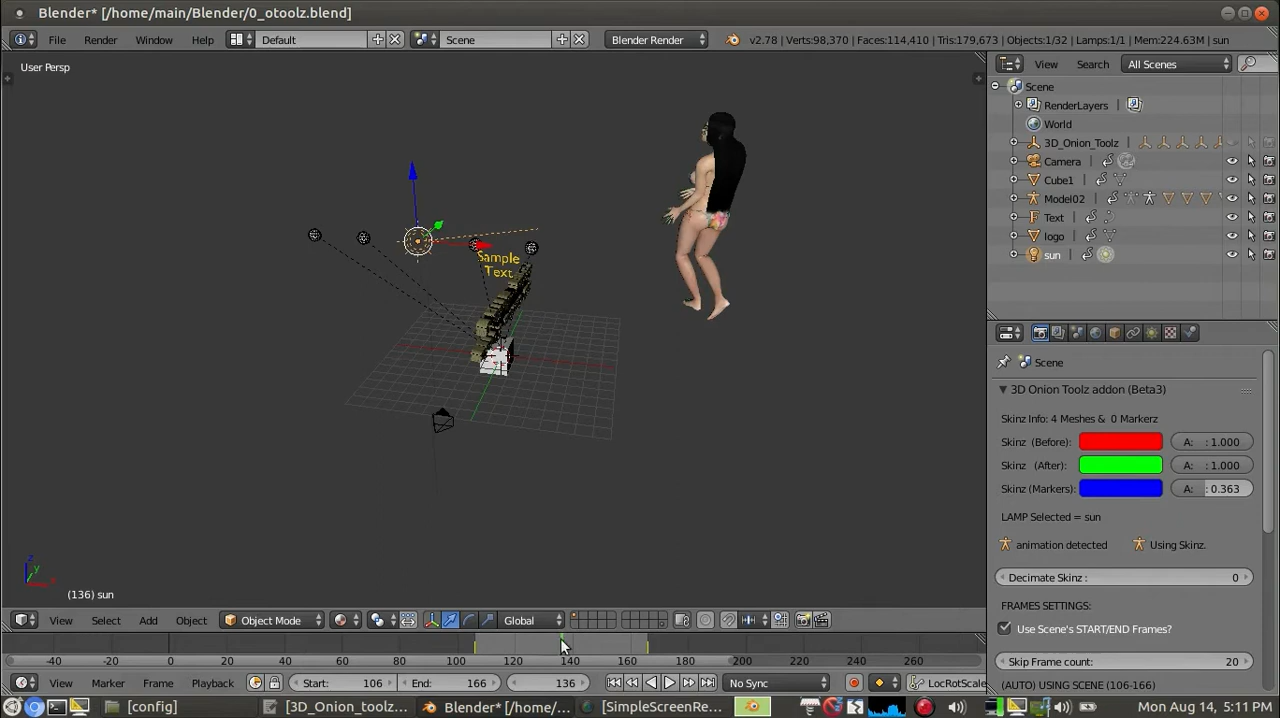 Blender* [/home/main/Blender/0_otoolz.blend]
File Render Window Help Default Scene Blender Render v2.78 | Verts:98,370 | Faces:114,410 | Tris:179,673 | Objects:1/32 | Lamps:1/1 | Mem:224.63M | sun
View Search All Scenes
User Persp
Scene
RenderLayers
World
3D_Onion_Toolz
Camera
Cube1
Model02
Text
logo
sun
Sample
Text
Scene
3D Onion Toolz addon (Beta3)
Skinz Info: 4 Meshes & 0 Markerz
Skinz (Before): A: : 1.000
Skinz (After): A: : 1.000
Skinz (Markers): A: : 0.363
LAMP Selected = sun
animation detected Using Skinz.
Decimate Skinz : 0
FRAMES SETTINGS:
Use Scene's START/END Frames?
Skip Frame count: 20
(AUTO) USING SCENE (106-166)
z
y
x
(136) sun
View Select Add Object Object Mode Global
-40 -20 0 20 40 60 80 100 120 140 160 180 200 220 240 260
View Marker Frame Playback Start: 106 End: 166 136 No Sync LocRotScale
[config] [3D_Onion_toolz... Blender* [/home/... [SimpleScreenRe... Mon Aug 14, 5:11 PM